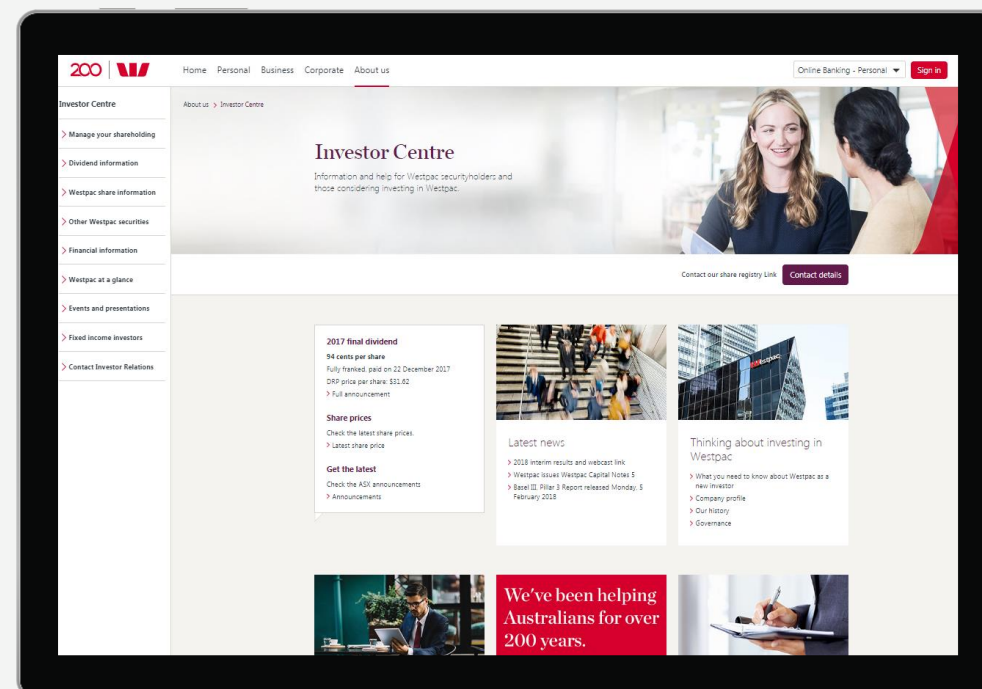 200
Home Personal Business Corporate About us
Online Banking - Personal
Sign in
Investor Centre
Manage your shareholding
Dividend information
Westpac share information
Other Westpac securities
Financial information
Westpac at a glance
Events and presentations
Fixed income investors
Contact Investor Relations
About us > Investor Centre
Investor Centre
Information and help for Westpac securityholders and
those considering investing in Westpac.
Contact our share registry Link
Contact details
2017 final dividend
94 cents per share
Fully franked, paid on 22 December 2017
DRP price per share: $31.62
> Full announcement
Share prices
Check the latest share prices.
> Latest share price
Get the latest
Check the ASX announcements
> Announcements
Latest news
> 2018 Interim results and webcast link
> Westpac issues Westpac Capital Notes 5
> Basel III, Pillar 3 Report released Monday, 5
February 2018
Westpac
Thinking about investing in
Westpac
> What you need to know about Westpac as a
new investor
> Company profile
> Our history
> Governance
We've been helping
Australians for over
200 years.